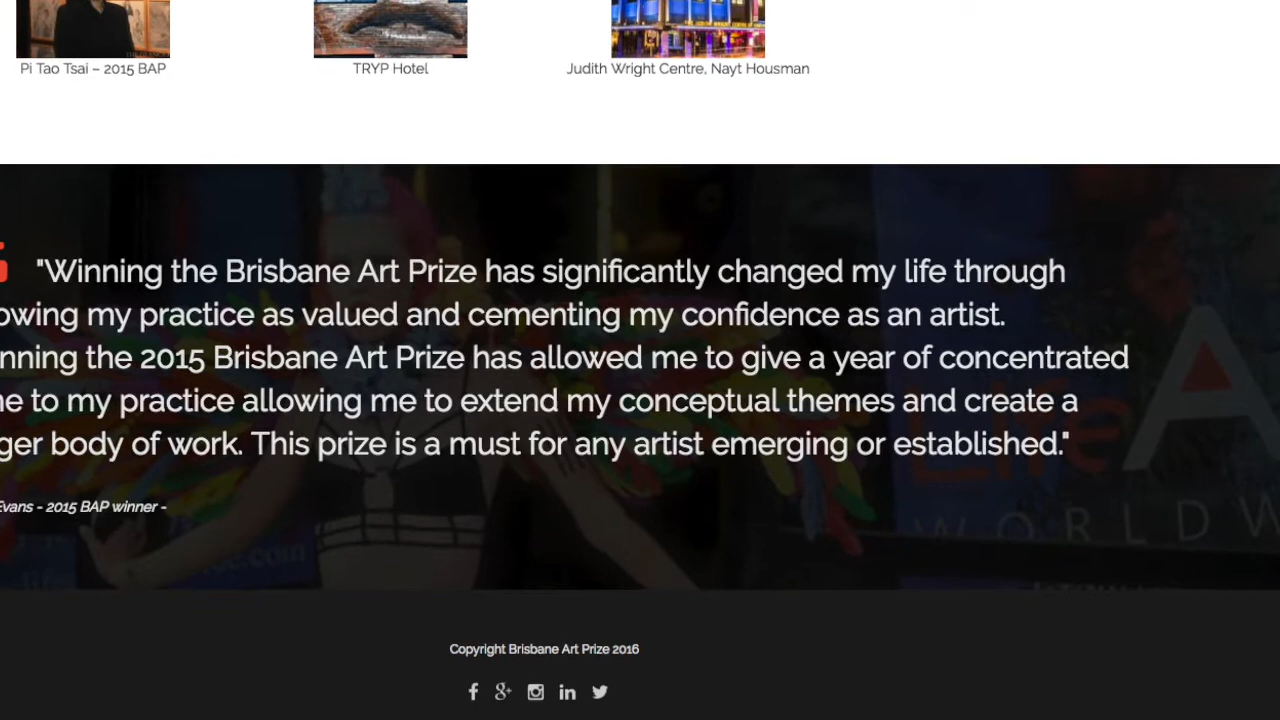 Pi Tao Tsai – 2015 BAP
TRYP Hotel
Judith Wright Centre, Nayt Housman
"Winning the Brisbane Art Prize has significantly changed my life through
owing my practice as valued and cementing my confidence as an artist.
nning the 2015 Brisbane Art Prize has allowed me to give a year of concentrated
ne to my practice allowing me to extend my conceptual themes and create a
ger body of work. This prize is a must for any artist emerging or established."
Evans - 2015 BAP winner -
Life A
WORLDW
Copyright Brisbane Art Prize 2016